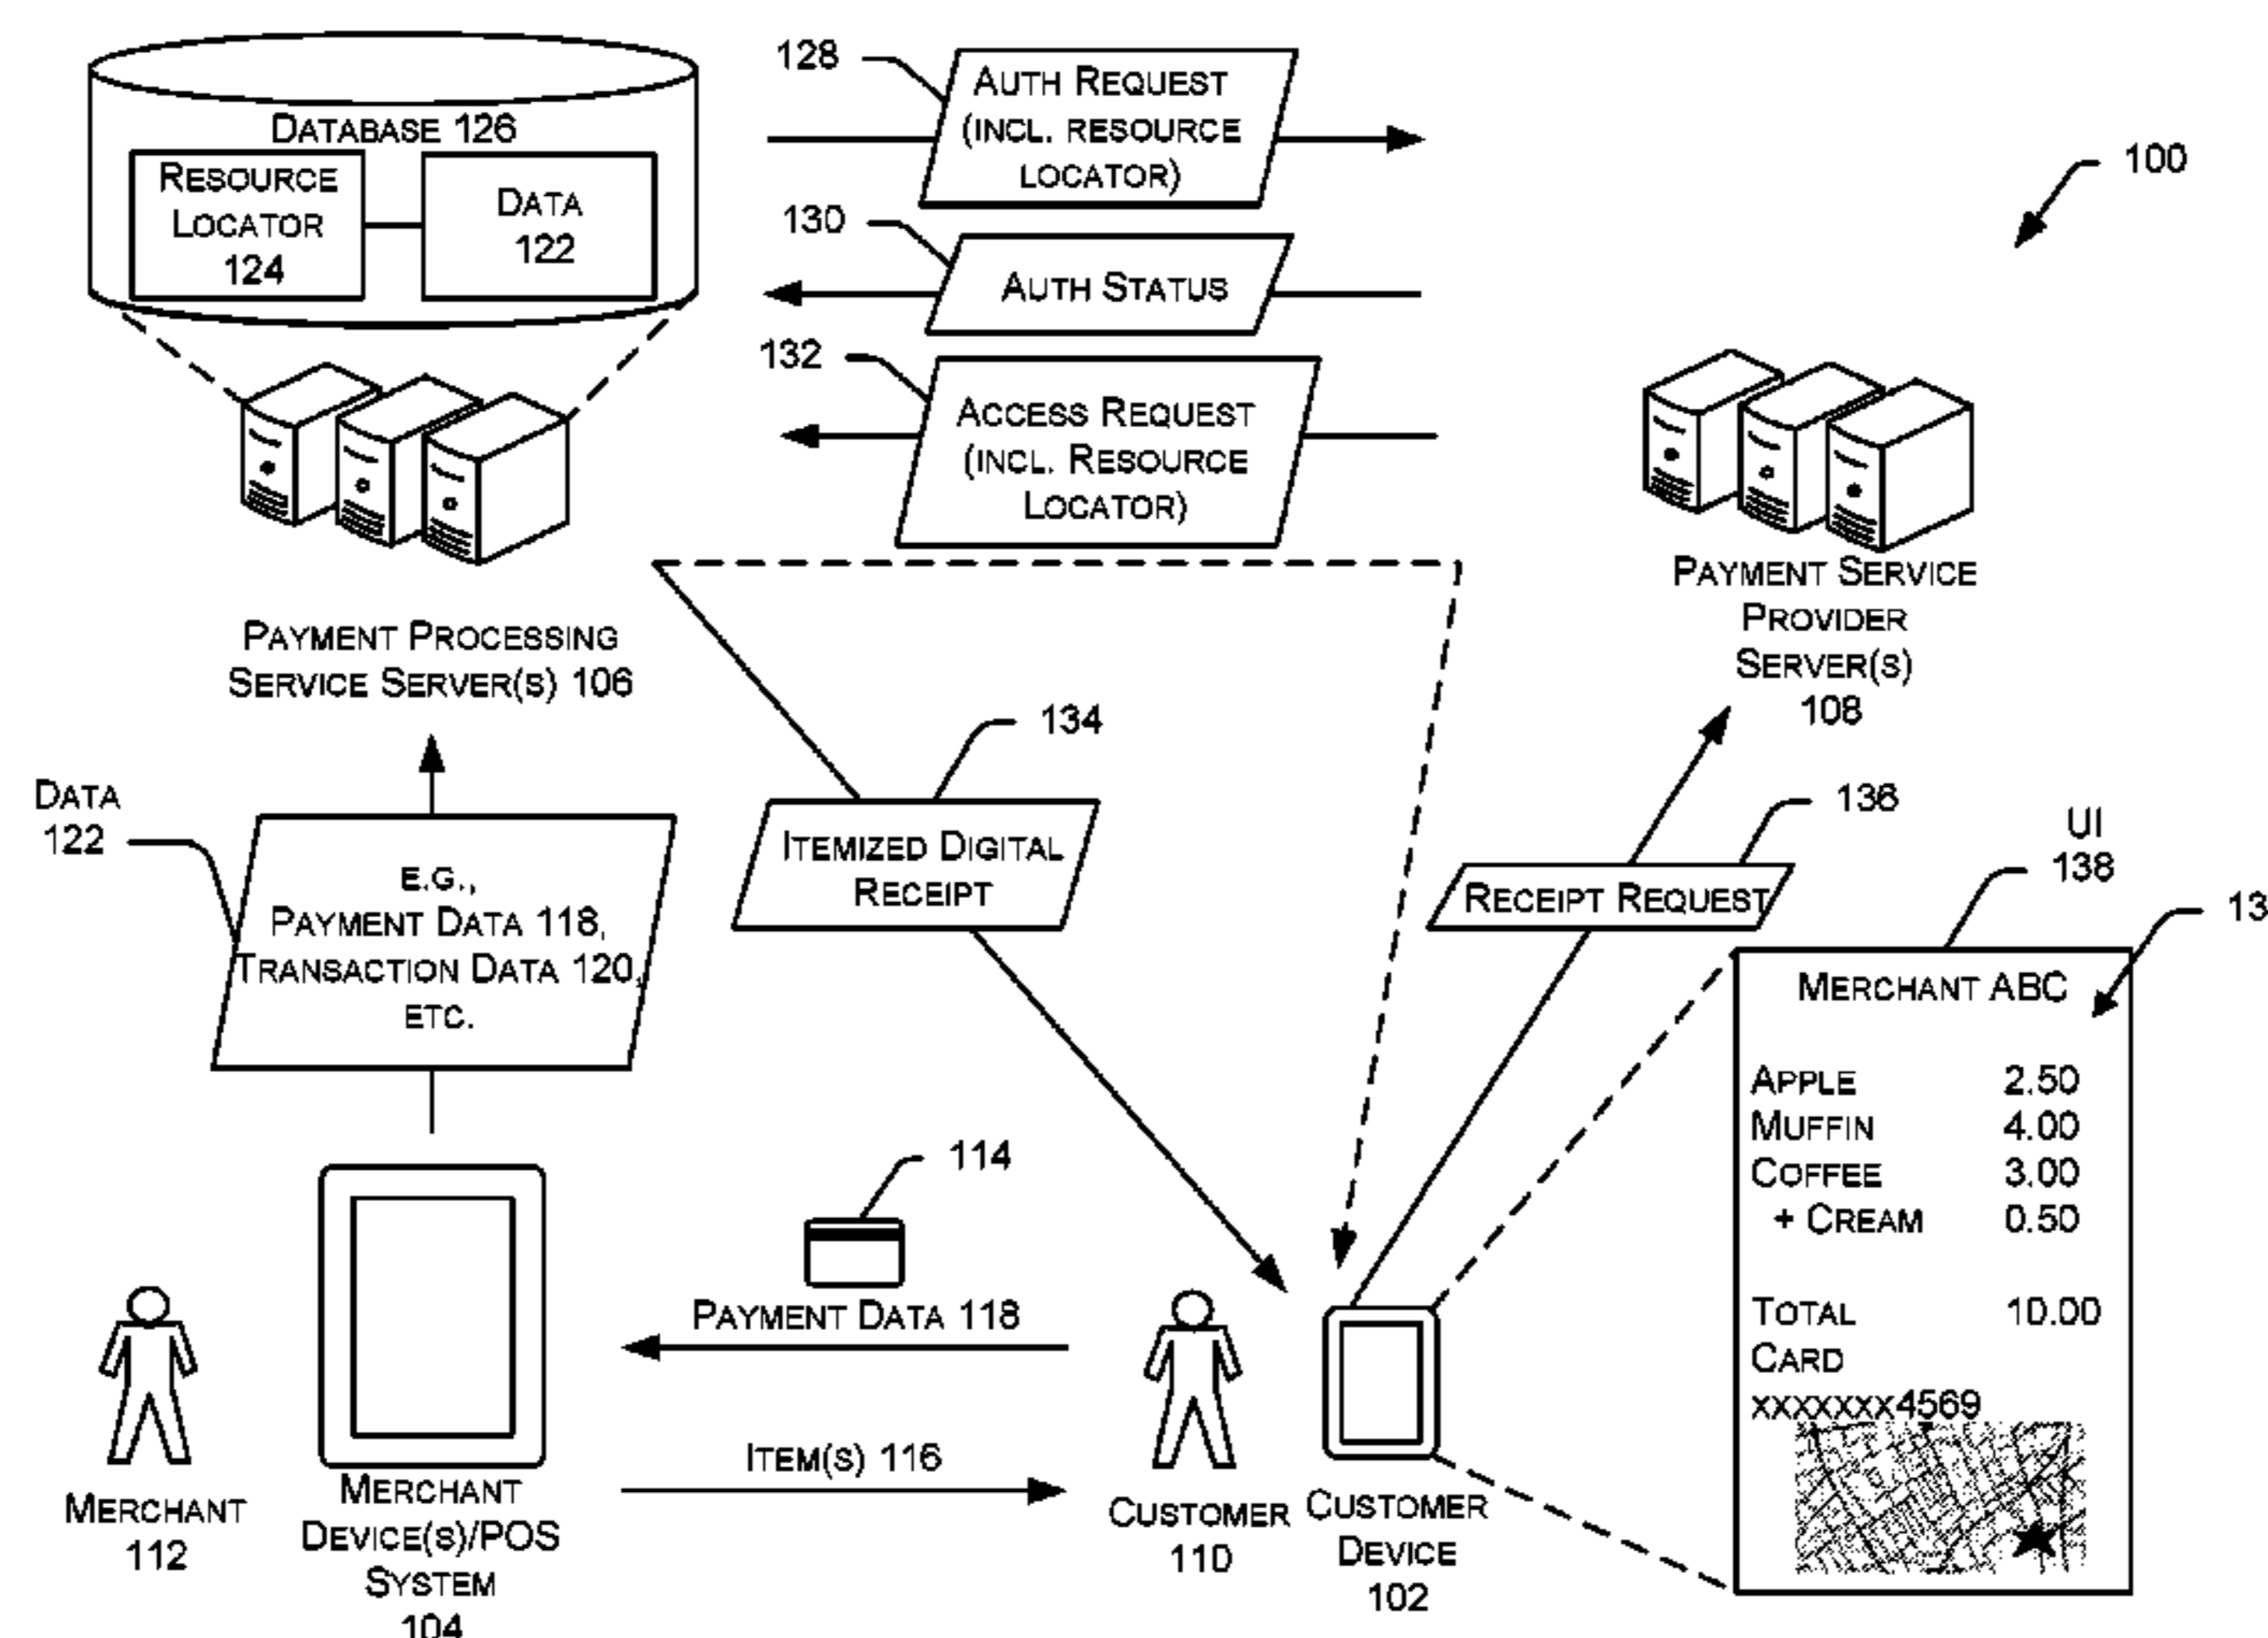 DATABASE 126
RESOURCE
LOCATOR
124
DATA
122
128
AUTH REQUEST
(INCL. RESOURCE
LOCATOR)
130
AUTH STATUS
132
ACCESS REQUEST
(INCL. RESOURCE
LOCATOR)
100
PAYMENT PROCESSING
SERVICE SERVER(S) 106
PAYMENT SERVICE
PROVIDER
SERVER(S)
108
DATA
122
E.G.,
PAYMENT DATA 118,
TRANSACTION DATA 120,
ETC.
134
ITEMIZED DIGITAL
RECEIPT
136
RECEIPT REQUEST
UI
138
13
MERCHANT ABC
APPLE 2.50
MUFFIN 4.00
COFFEE 3.00
+ CREAM 0.50
TOTAL 10.00
CARD
XXXXXXX4569
114
PAYMENT DATA 118
ITEM(S) 116
MERCHANT
112
MERCHANT
DEVICE(S)/POS
SYSTEM
104
CUSTOMER
110
CUSTOMER
DEVICE
102